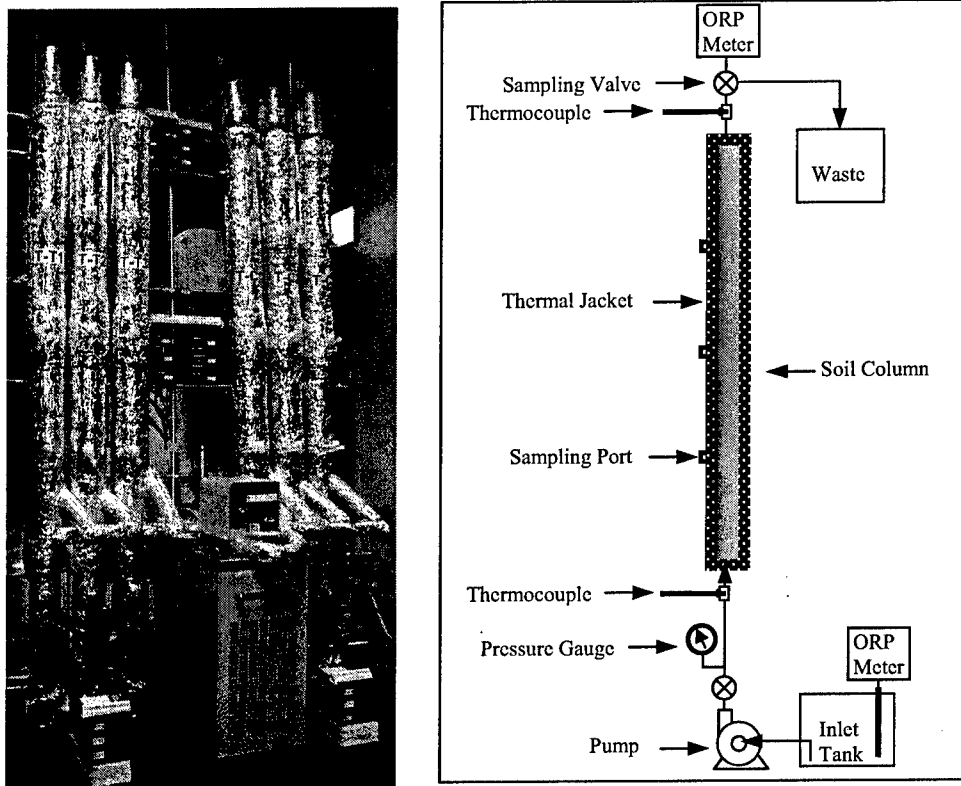 ORP
Meter
Sampling Valve
Thermocouple
Waste
Thermal Jacket
Soil Column
Sampling Port
Thermocouple
Pressure Gauge
ORP
Meter
Inlet
Tank
Pump